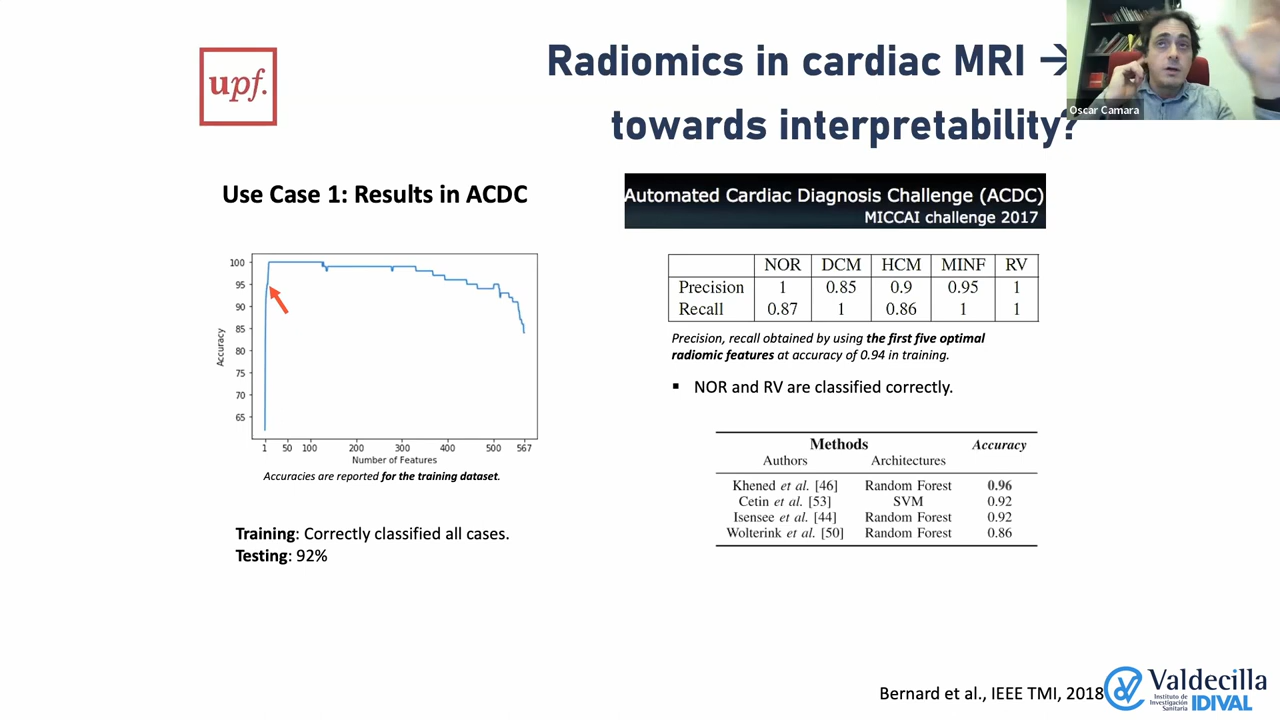 upf.
Radiomics in cardiac MRI →
towards interpretability?
Oscar Camara
Use Case 1: Results in ACDC
Automated Cardiac Diagnosis Challenge (ACDC)
MICCAI challenge 2017
100
95
90
85
80
75
70
65
Accuracy
1 50 100 200 300 400 500 567
Number of Features
Accuracies are reported for the training dataset.
Training: Correctly classified all cases.
Testing: 92%
NOR DCM HCM MINF RV
Precision 1 0.85 0.9 0.95 1
Recall 0.87 1 0.86 1 1
Precision, recall obtained by using the first five optimal
radiomic features at accuracy of 0.94 in training.
▪ NOR and RV are classified correctly.
Methods Accuracy
Authors Architectures
Khened et al. [46] Random Forest 0.96
Cetin et al. [53] SVM 0.92
Isensee et al. [44] Random Forest 0.92
Wolterink et al. [50] Random Forest 0.86
Bernard et al., IEEE TMI, 2018
Valdecilla
Instituto de
Investigación
Sanitaria
IDIVAL